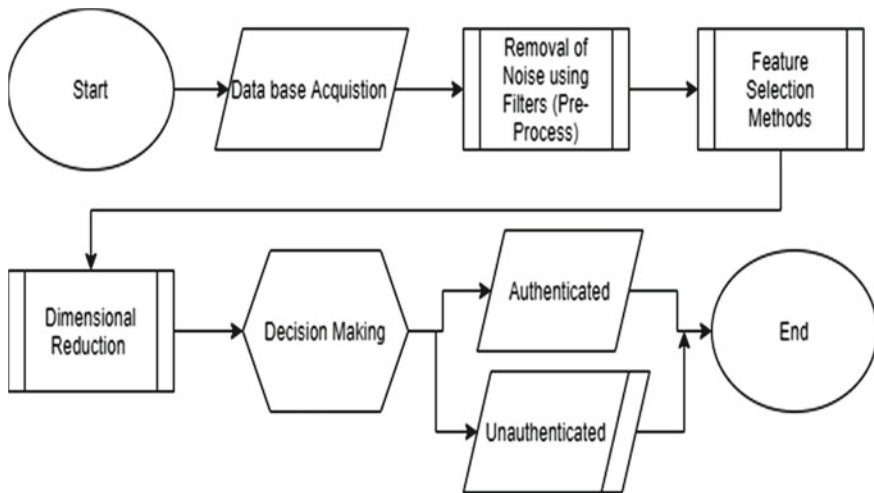 Start
Data base Acquistion
Removal of
Noise using
Filters (Pre-
Process)
Feature
Selection
Methods
Dimensional
Reduction
Decision Making
Authenticated
Unauthenticated
End